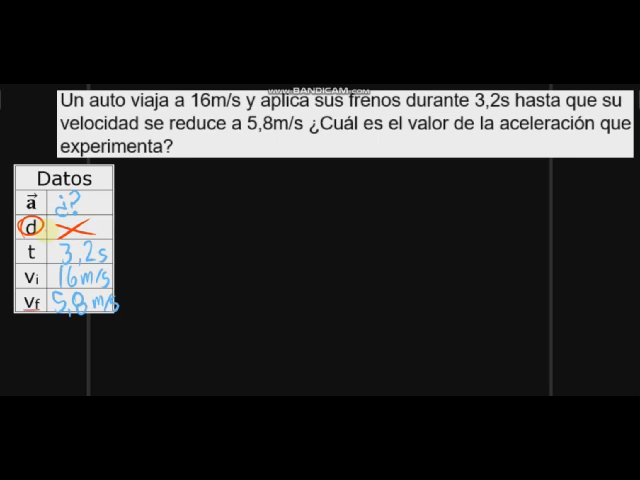 www.BANDICAM.com
Un auto viaja a 16m/s y aplica sus frenos durante 3,2s hasta que su
velocidad se reduce a 5,8m/s ¿Cuál es el valor de la aceleración que
experimenta?
Datos
a⃗ ¿?
d X
t 3,2s
vᵢ 16m/s
v_f 5,8m/s